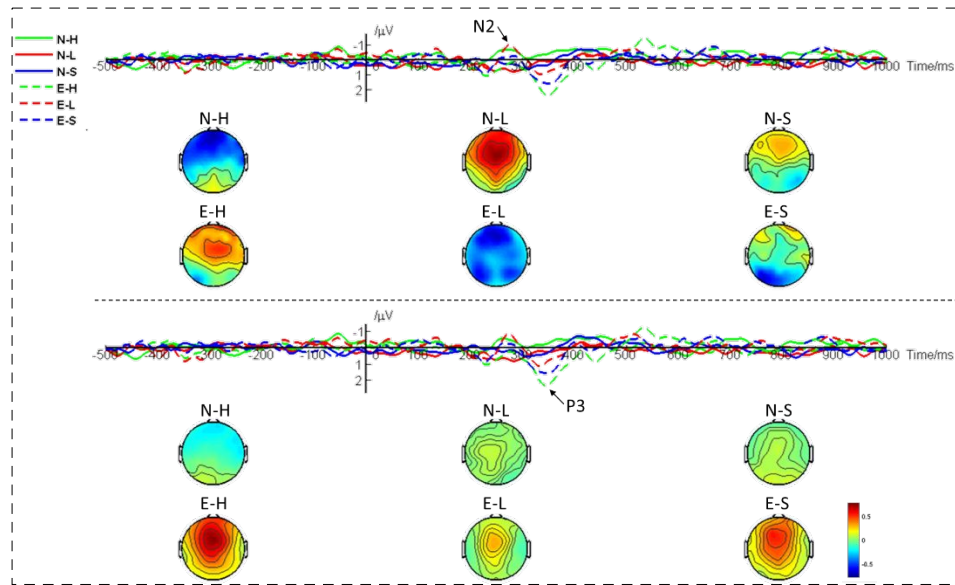 N-H
N-L
N-S
E-H
E-L
E-S
/μV
N2
-1
1
2
-500 -400 -300 -200 -100 0 100 200 300 400 500 600 700 800 900 1000 Time/ms
N-H N-L N-S
E-H E-L E-S
/μV
-1
1
2
-500 -400 -300 -200 -100 0 100 200 300 400 500 600 700 800 900 1000 Time/ms
P3
N-H N-L N-S
E-H E-L E-S
0.5
0
-0.5